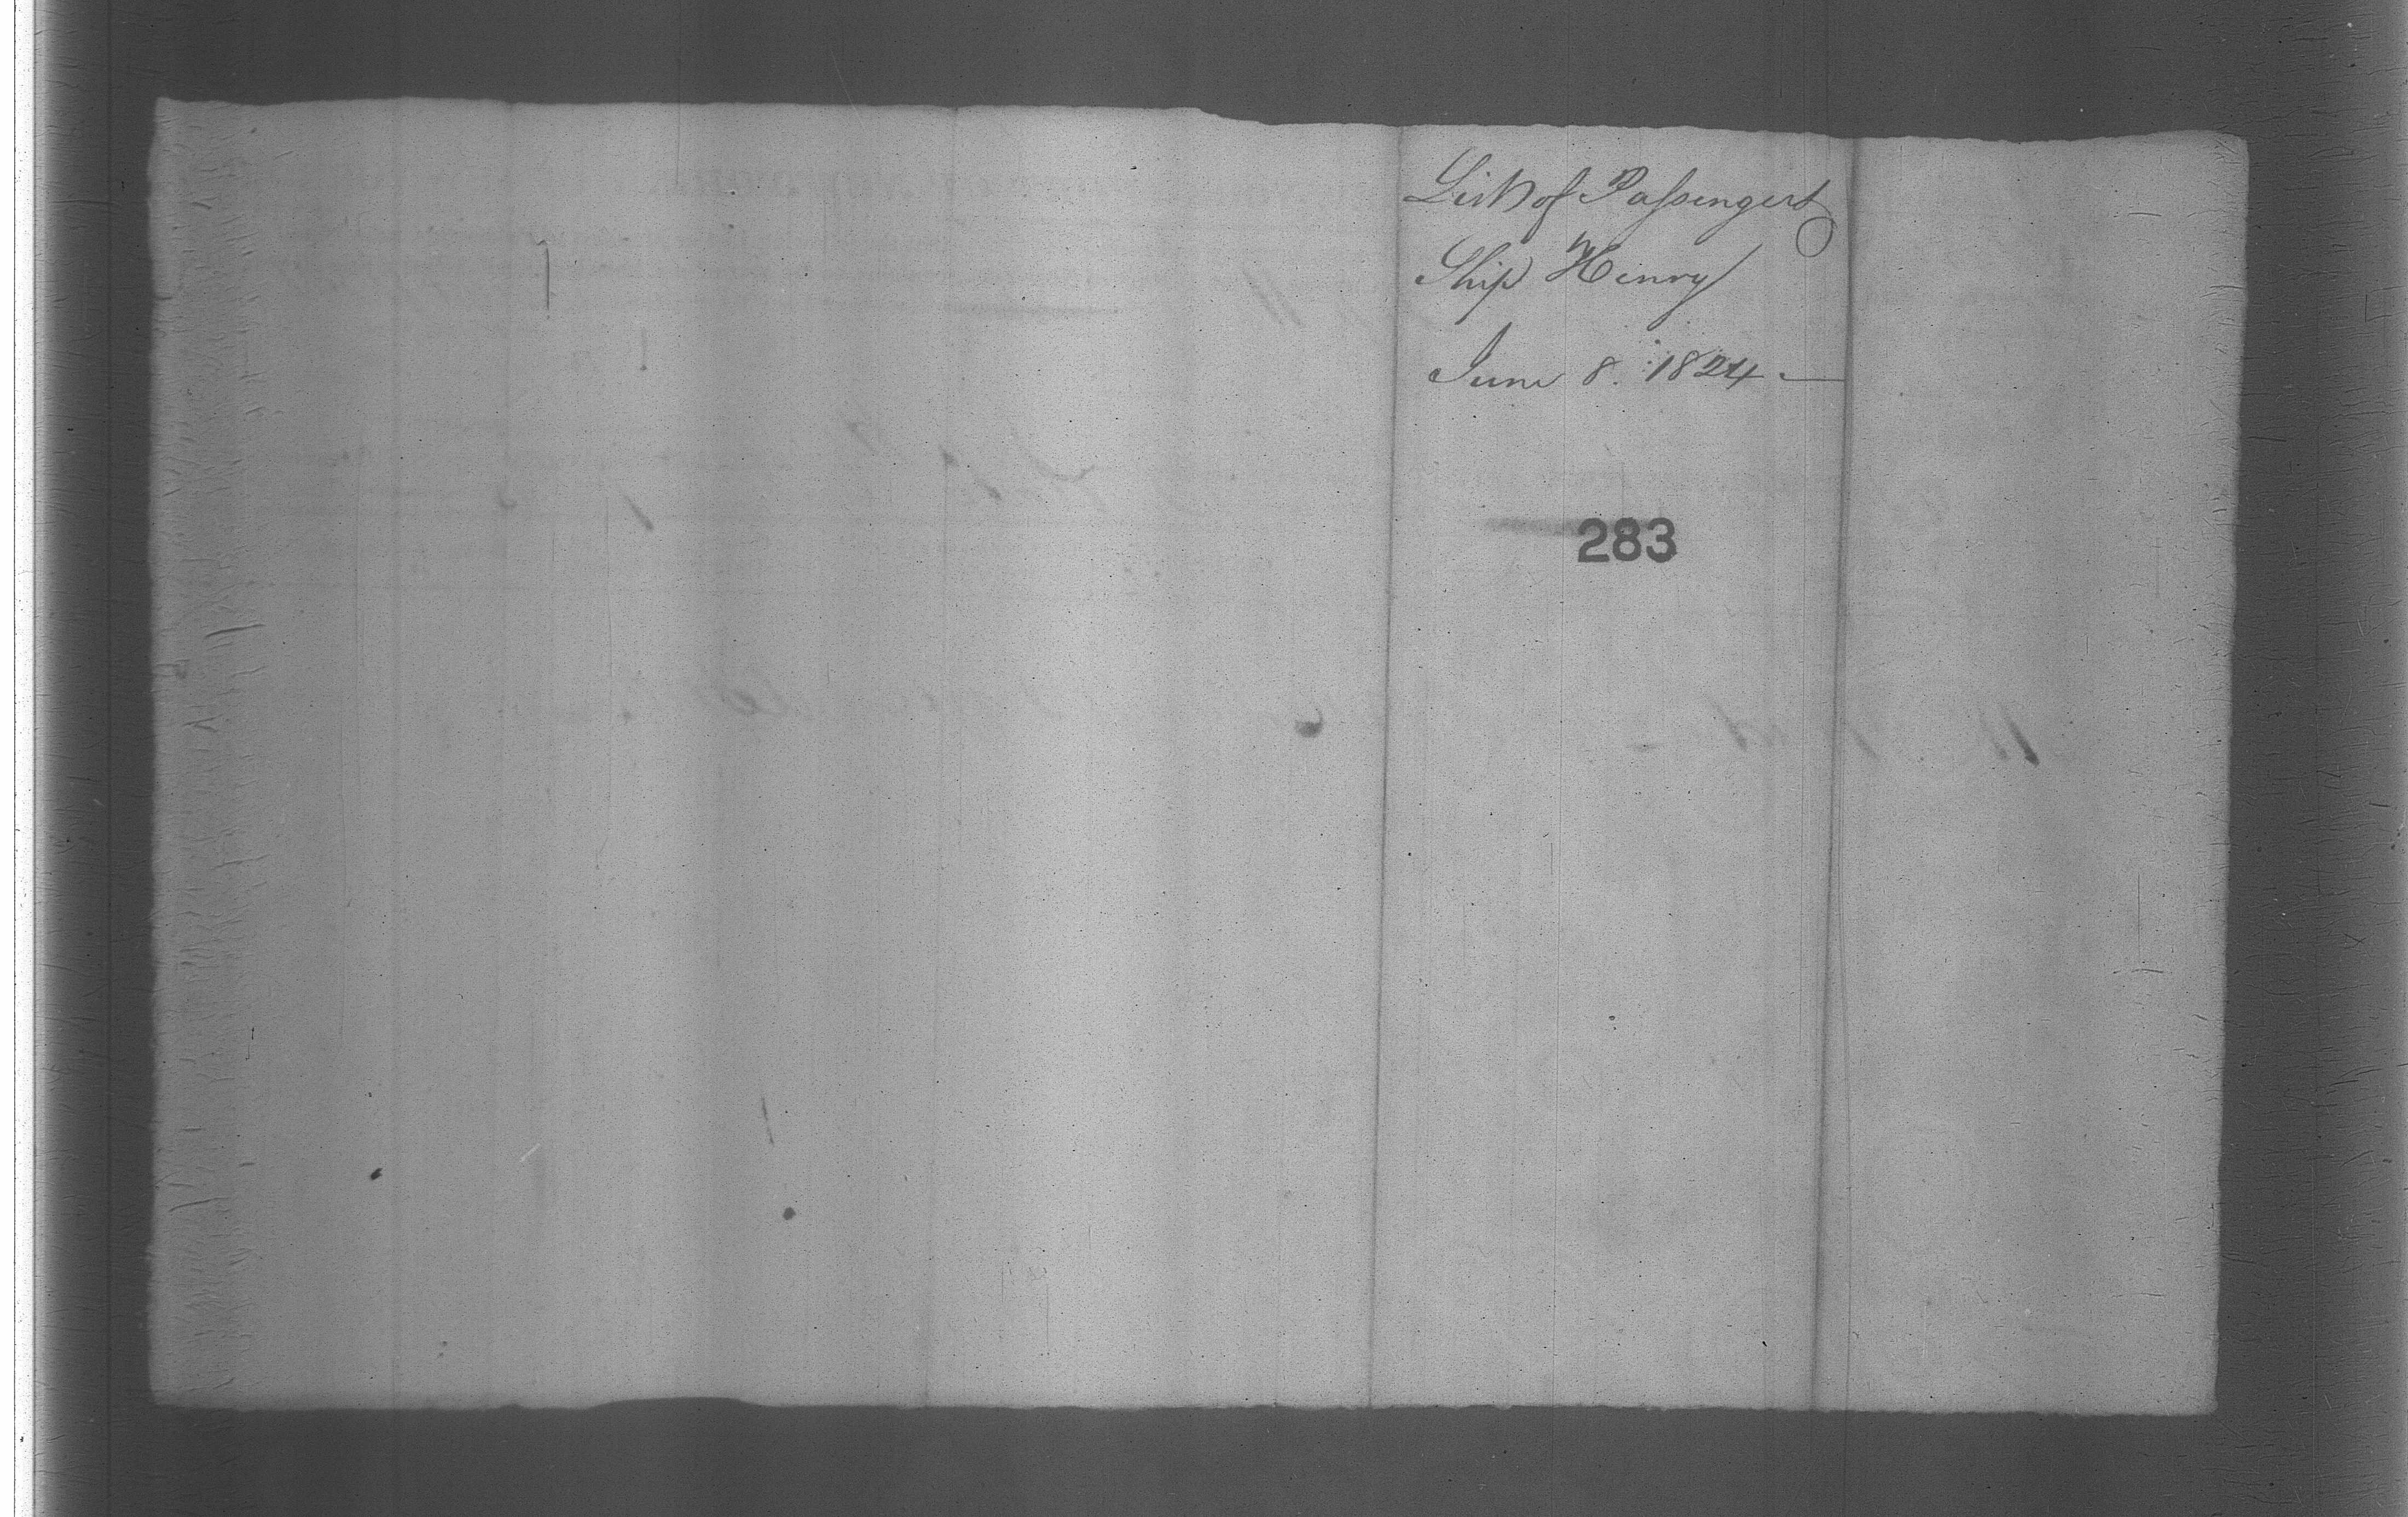 List of Passengers
Ship Henry
June 8. 1824 —
283